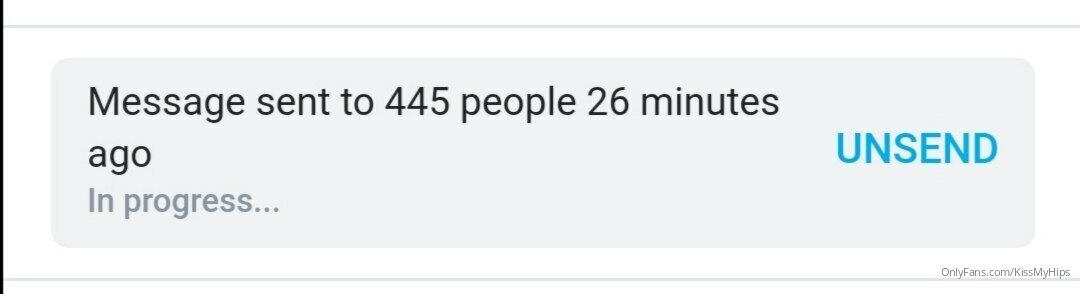 Message sent to 445 people 26 minutes
ago
UNSEND
In progress...
OnlyFans.com/KissMyHips